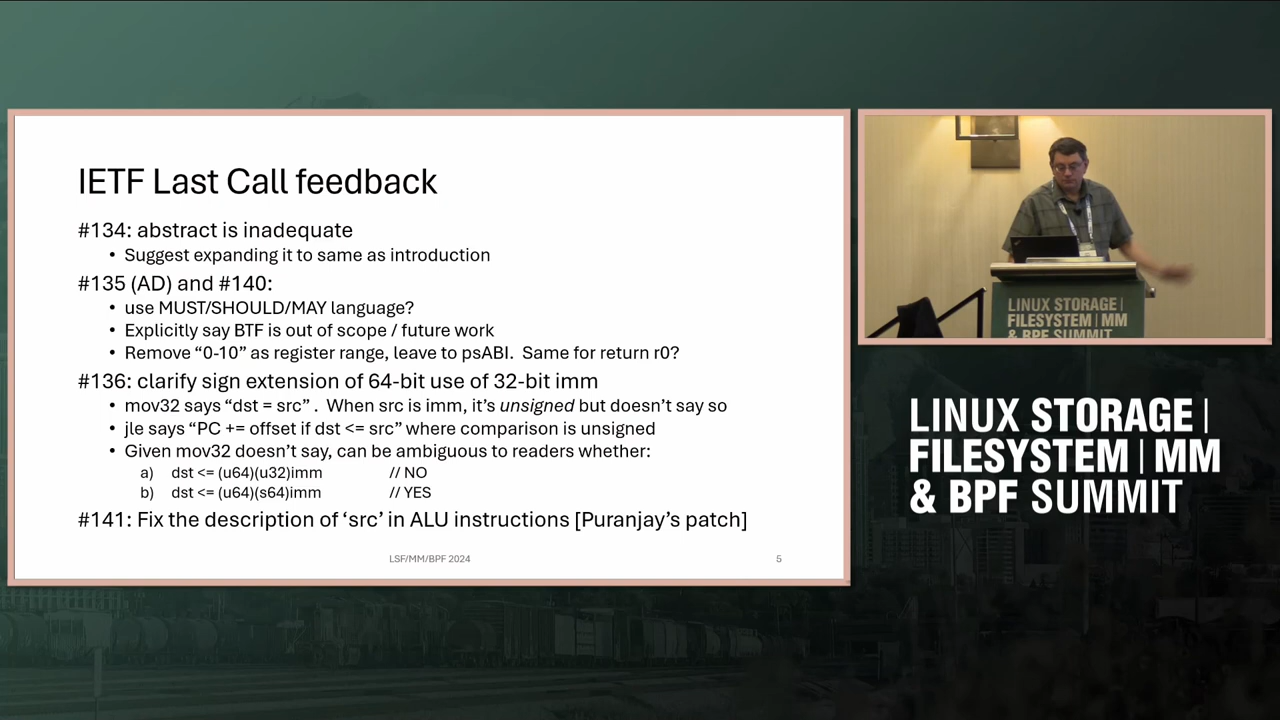 IETF Last Call feedback
#134: abstract is inadequate
• Suggest expanding it to same as introduction
#135 (AD) and #140:
• use MUST/SHOULD/MAY language?
• Explicitly say BTF is out of scope / future work
• Remove “0-10” as register range, leave to psABI.  Same for return r0?
#136: clarify sign extension of 64-bit use of 32-bit imm
• mov32 says “dst = src” .  When src is imm, it’s unsigned but doesn’t say so
• jle says “PC += offset if dst <= src” where comparison is unsigned
• Given mov32 doesn’t say, can be ambiguous to readers whether:
a) dst <= (u64)(u32)imm // NO
b) dst <= (u64)(s64)imm // YES
#141: Fix the description of ‘src’ in ALU instructions [Puranjay’s patch]
LSF/MM/BPF 2024 5
LINUX STORAGE |
FILESYSTEM | MM
& BPF SUMMIT
LINUX STORAGE |
FILESYSTEM | MM
& BPF SUMMIT